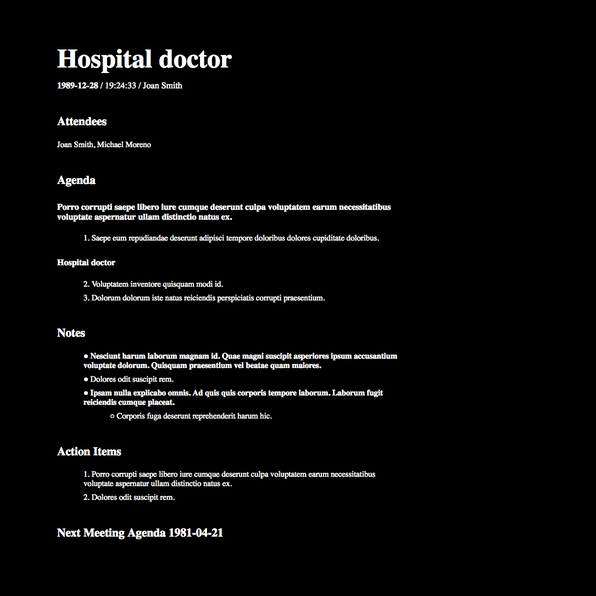 Hospital doctor
1989-12-28 / 19:24:33 / Joan Smith
Attendees
Joan Smith, Michael Moreno
Agenda
Porro corrupti saepe libero iure cumque deserunt culpa voluptatem earum necessitatibus
voluptate aspernatur ullam distinctio natus ex.
1. Saepe eum repudiandae deserunt adipisci tempore doloribus dolores cupiditate doloribus.
Hospital doctor
2. Voluptatem inventore quisquam modi id.
3. Dolorum dolorum iste natus reiciendis perspiciatis corrupti praesentium.
Notes
● Nesciunt harum laborum magnam id. Quae magni suscipit asperiores ipsum accusantium
voluptate dolorum. Quisquam praesentium vel beatae quam maiores.
● Dolores odit suscipit rem.
● Ipsam nulla explicabo omnis. Ad quis quis corporis tempore laborum. Laborum fugit
reiciendis cumque placeat.
○ Corporis fuga deserunt reprehenderit harum hic.
Action Items
1. Porro corrupti saepe libero iure cumque deserunt culpa voluptatem earum necessitatibus
voluptate aspernatur ullam distinctio natus ex.
2. Dolores odit suscipit rem.
Next Meeting Agenda 1981-04-21